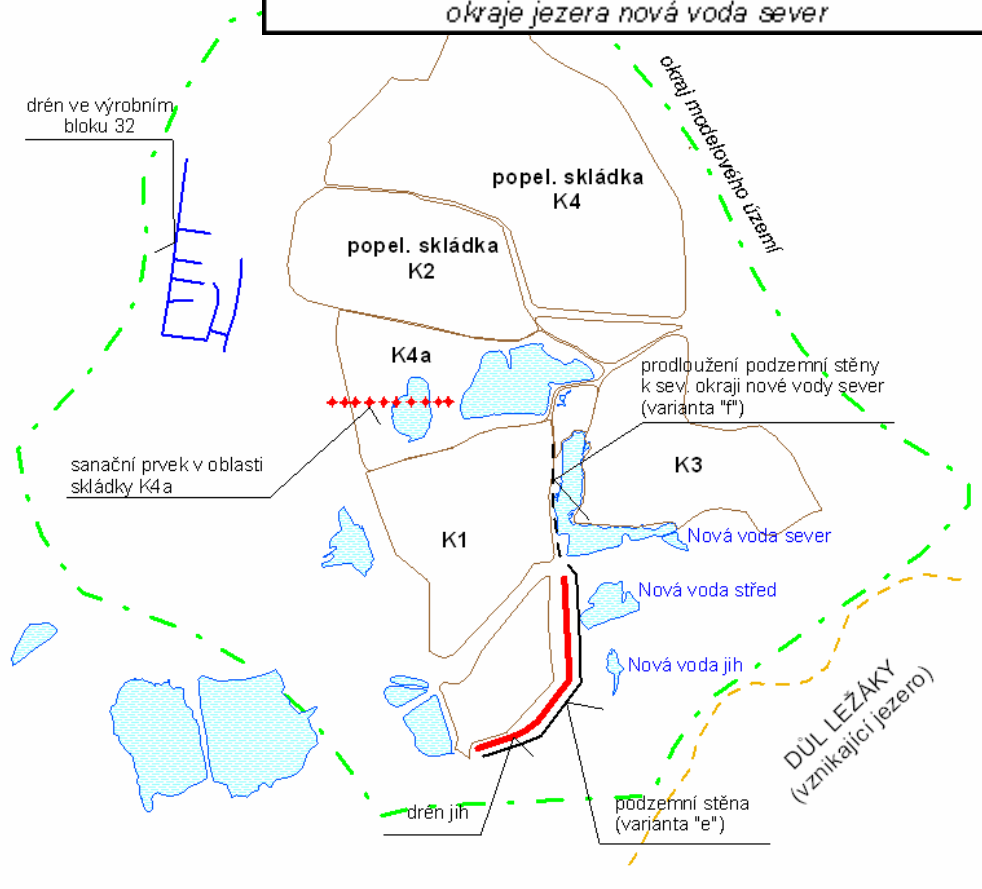 okraje jezera nová voda sever
okraj modelového území
drén ve výrobním
bloku 32
popel. skládka
K4
popel. skládka
K2
K4a
prodloužení podzemní stěny
k sev. okraji nové vody sever
(varianta "f")
sanační prvek v oblasti
skládky K4a
K3
K1
Nová voda sever
Nová voda střed
Nová voda jih
DŮL LEŽÁKY
(vznikající jezero)
drén jih
podzemní stěna
(varianta "e")